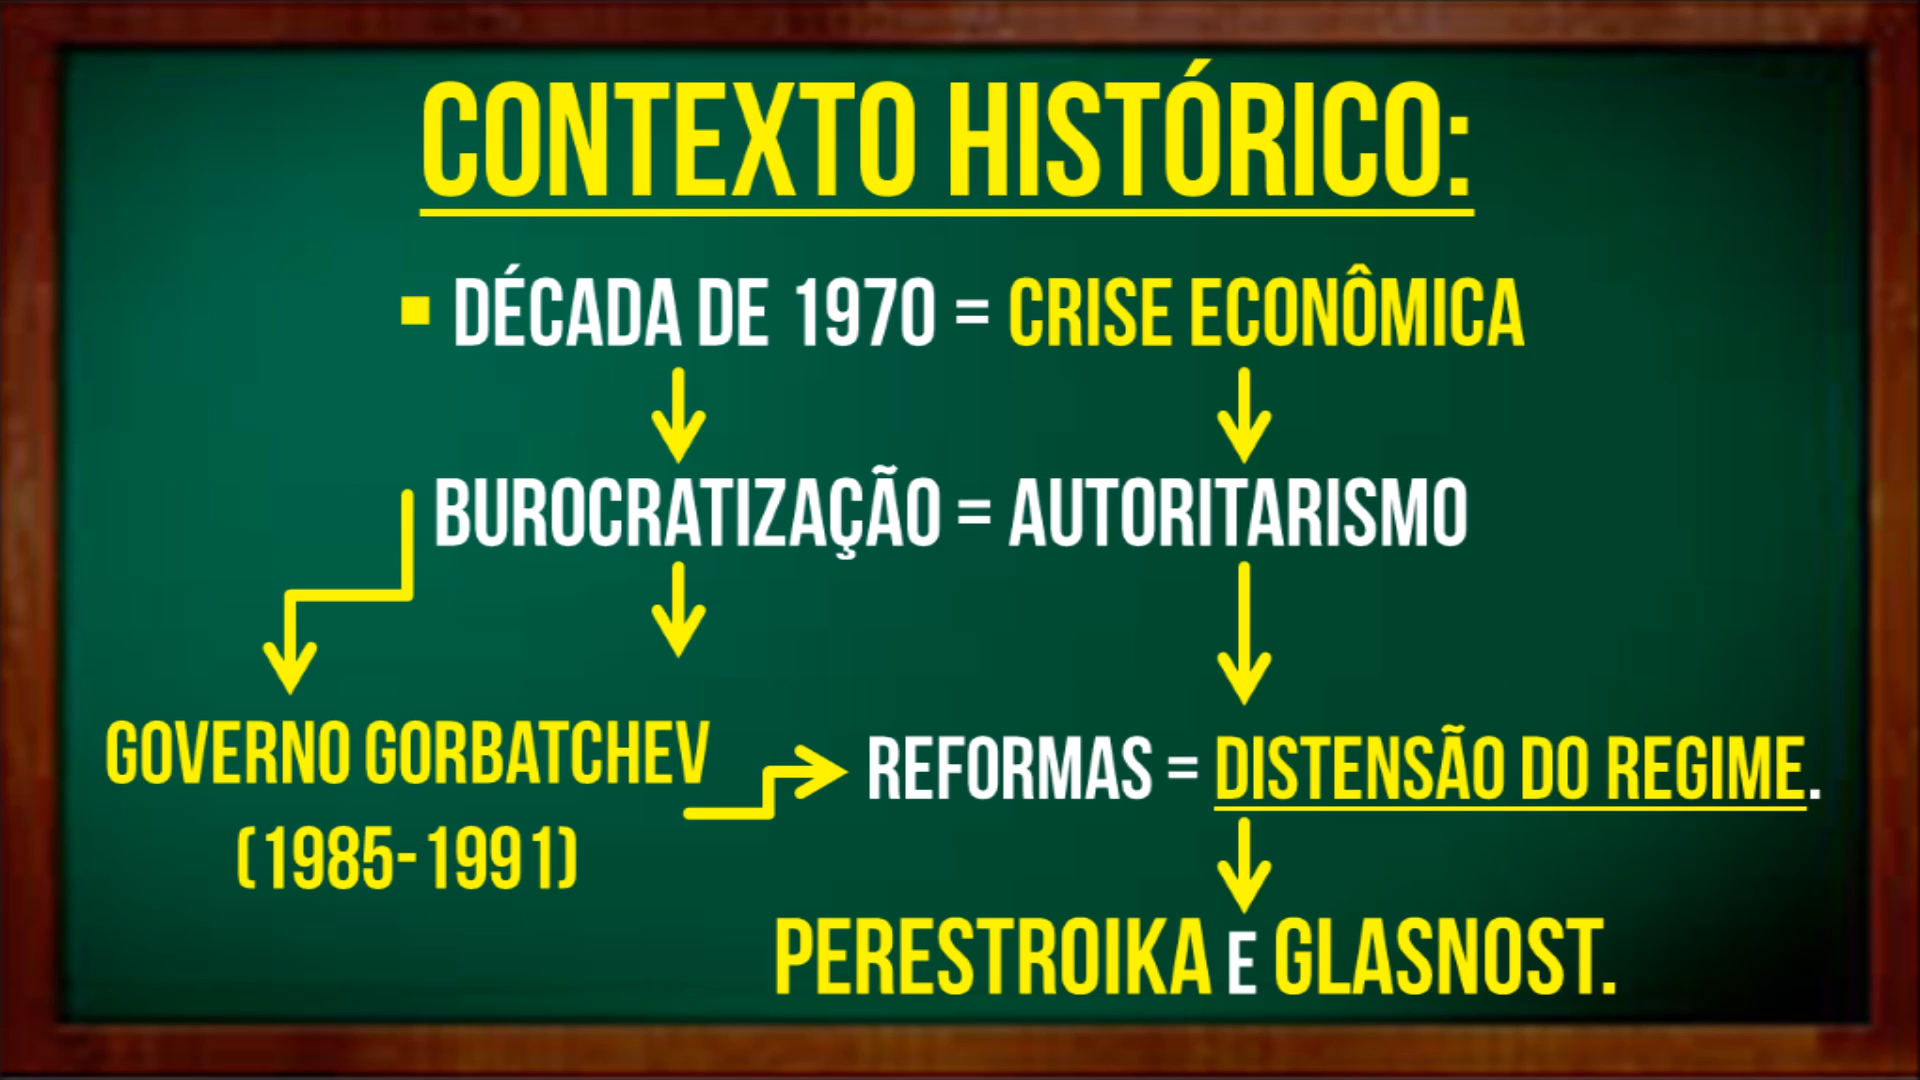 CONTEXTO HISTÓRICO:
▪ DÉCADA DE 1970 = CRISE ECONÔMICA
BUROCRATIZAÇÃO = AUTORITARISMO
GOVERNO GORBATCHEV
(1985-1991)
REFORMAS = DISTENSÃO DO REGIME.
PERESTROIKA E GLASNOST.